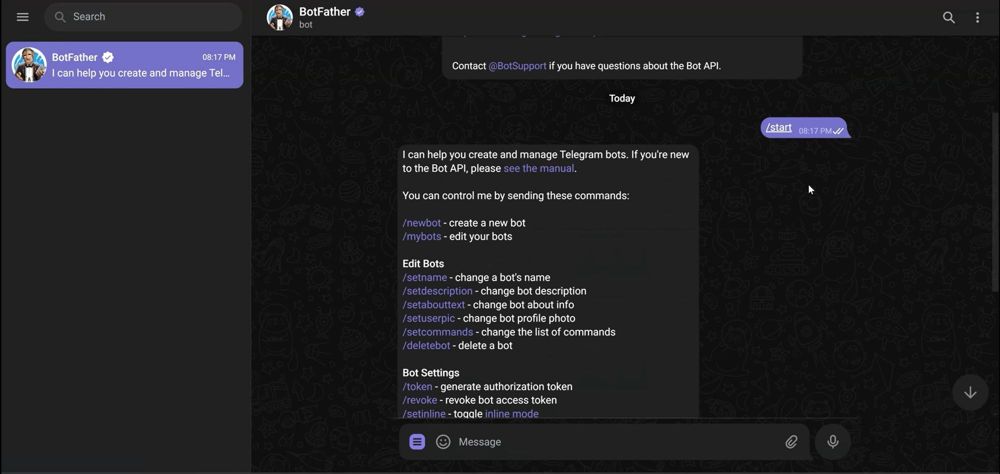 Search
BotFather
08:17 PM
I can help you create and manage Tel...
BotFather
bot
Contact @BotSupport if you have questions about the Bot API.
Today
/start 08:17 PM
I can help you create and manage Telegram bots. If you're new
to the Bot API, please see the manual.
You can control me by sending these commands:
/newbot - create a new bot
/mybots - edit your bots
Edit Bots
/setname - change a bot's name
/setdescription - change bot description
/setabouttext - change bot about info
/setuserpic - change bot profile photo
/setcommands - change the list of commands
/deletebot - delete a bot
Bot Settings
/token - generate authorization token
/revoke - revoke bot access token
/setinline - toggle inline mode
Message